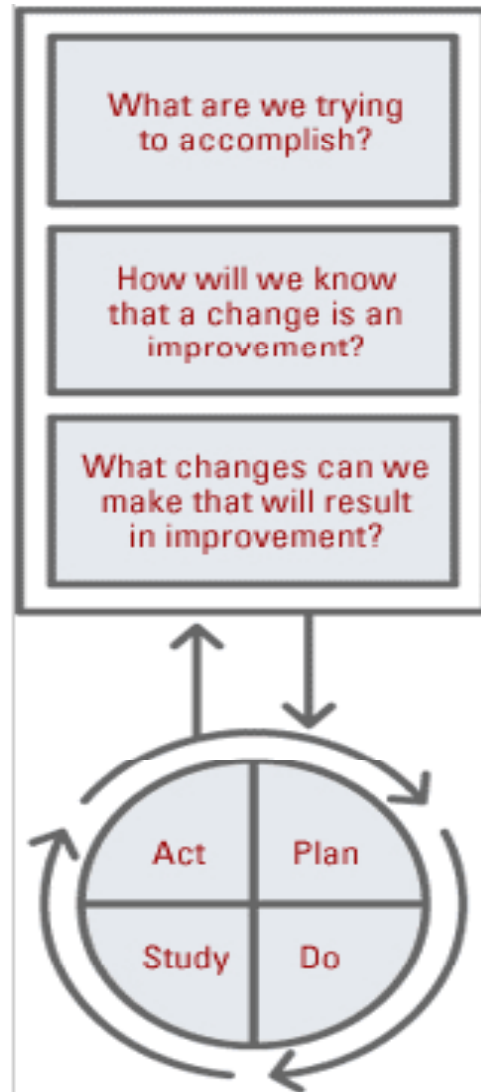 What are we trying
to accomplish?
How will we know
that a change is an
improvement?
What changes can we
make that will result
in improvement?
Act
Plan
Study
Do